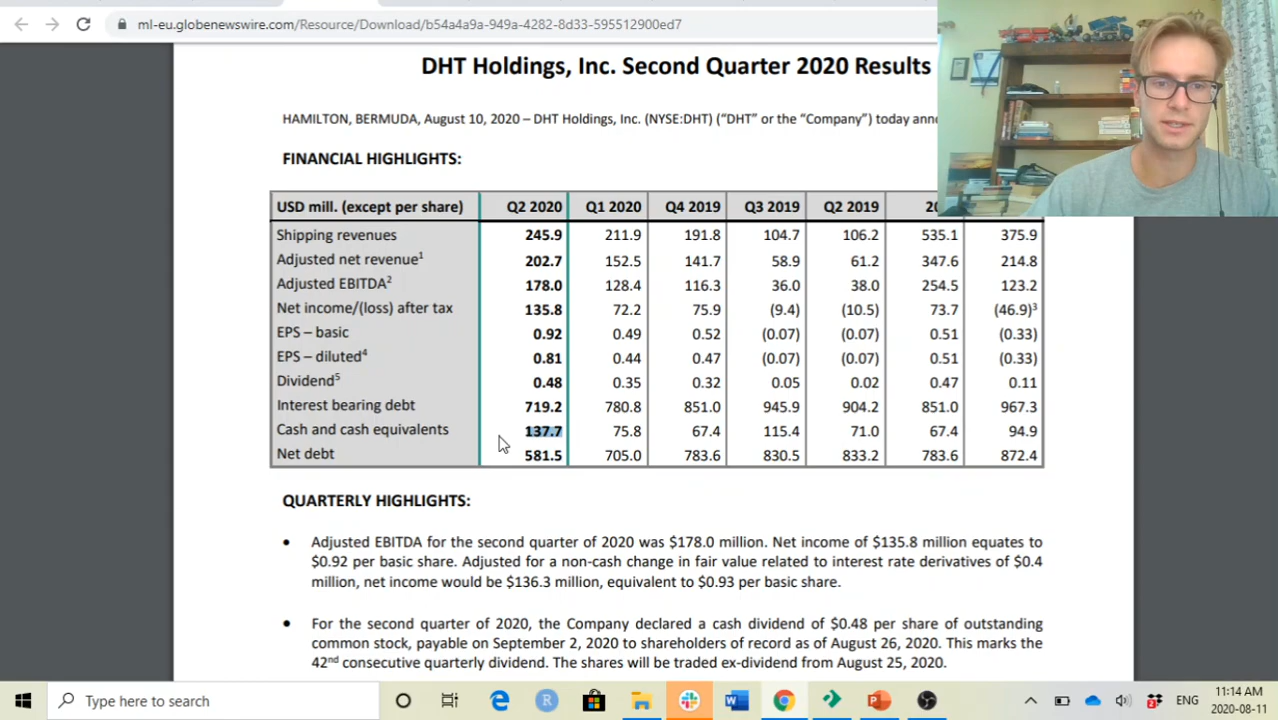 ml-eu.globenewswire.com/Resource/Download/b54a4a9a-949a-4282-8d33-595512900ed7
DHT Holdings, Inc. Second Quarter 2020 Results
HAMILTON, BERMUDA, August 10, 2020 – DHT Holdings, Inc. (NYSE:DHT) (“DHT” or the “Company”) today
FINANCIAL HIGHLIGHTS:
USD mill. (except per share) Q2 2020 Q1 2020 Q4 2019 Q3 2019 Q2 2019
Shipping revenues 245.9 211.9 191.8 104.7 106.2 535.1 375.9
Adjusted net revenue¹ 202.7 152.5 141.7 58.9 61.2 347.6 214.8
Adjusted EBITDA² 178.0 128.4 116.3 36.0 38.0 254.5 123.2
Net income/(loss) after tax 135.8 72.2 75.9 (9.4) (10.5) 73.7 (46.9)³
EPS – basic 0.92 0.49 0.52 (0.07) (0.07) 0.51 (0.33)
EPS – diluted⁴ 0.81 0.44 0.47 (0.07) (0.07) 0.51 (0.33)
Dividend⁵ 0.48 0.35 0.32 0.05 0.02 0.47 0.11
Interest bearing debt 719.2 780.8 851.0 945.9 904.2 851.0 967.3
Cash and cash equivalents 137.7 75.8 67.4 115.4 71.0 67.4 94.9
Net debt 581.5 705.0 783.6 830.5 833.2 783.6 872.4
QUARTERLY HIGHLIGHTS:
• Adjusted EBITDA for the second quarter of 2020 was $178.0 million. Net income of $135.8 million equates to
$0.92 per basic share. Adjusted for a non-cash change in fair value related to interest rate derivatives of $0.4
million, net income would be $136.3 million, equivalent to $0.93 per basic share.
• For the second quarter of 2020, the Company declared a cash dividend of $0.48 per share of outstanding
common stock, payable on September 2, 2020 to shareholders of record as of August 26, 2020. This marks the
42nd consecutive quarterly dividend. The shares will be traded ex-dividend from August 25, 2020.
Type here to search
ENG
11:14 AM
2020-08-11